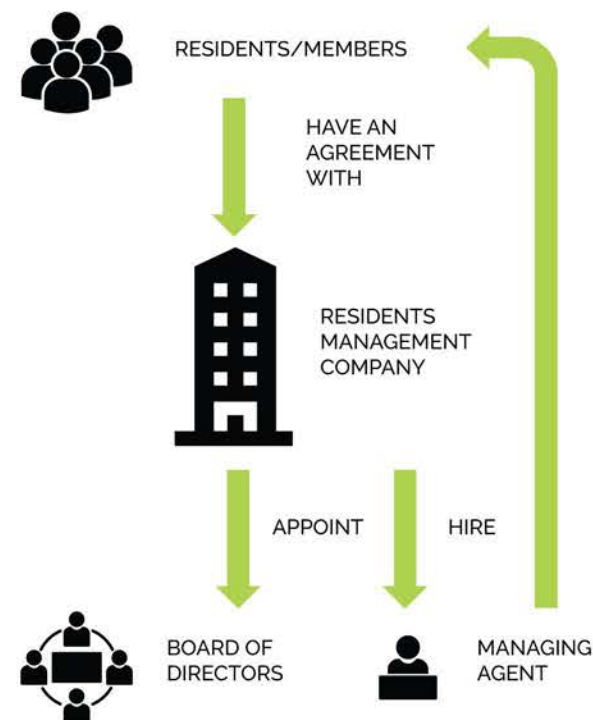 RESIDENTS/MEMBERS
HAVE AN
AGREEMENT
WITH
RESIDENTS
MANAGEMENT
COMPANY
APPOINT
HIRE
BOARD OF
DIRECTORS
MANAGING
AGENT